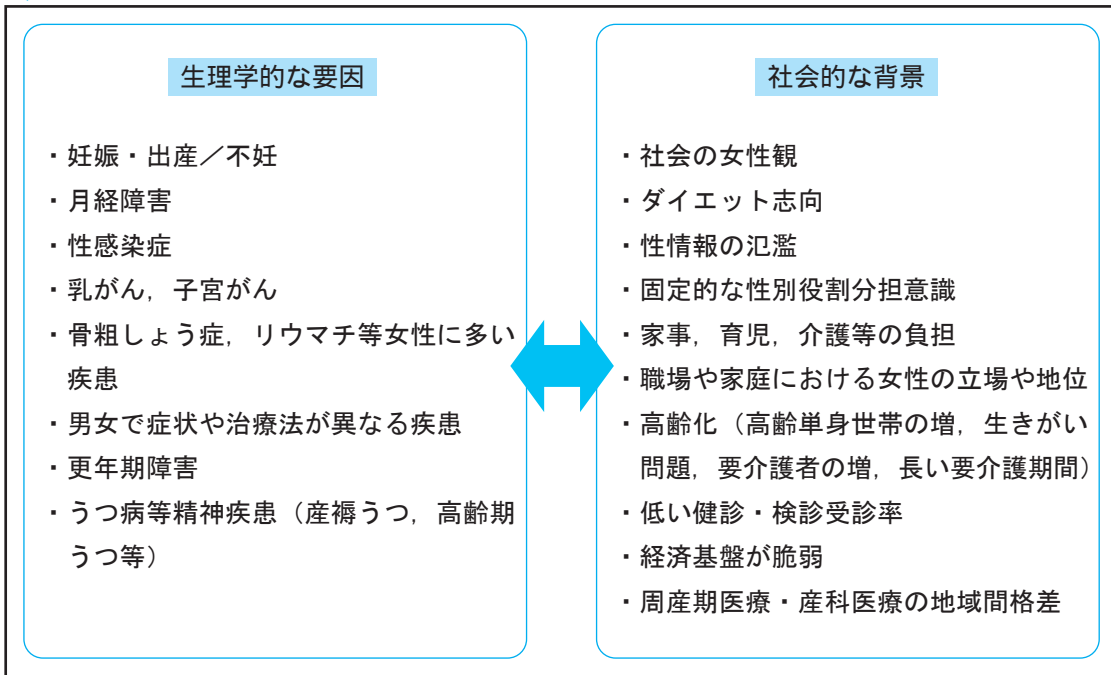 生理学的な要因
・妊娠・出産／不妊
・月経障害
・性感染症
・乳がん，子宮がん
・骨粗しょう症，リウマチ等女性に多い
疾患
・男女で症状や治療法が異なる疾患
・更年期障害
・うつ病等精神疾患（産褥うつ，高齢期
うつ等）
社会的な背景
・社会の女性観
・ダイエット志向
・性情報の氾濫
・固定的な性別役割分担意識
・家事，育児，介護等の負担
・職場や家庭における女性の立場や地位
・高齢化（高齢単身世帯の増，生きがい
問題，要介護者の増，長い要介護期間）
・低い健診・検診受診率
・経済基盤が脆弱
・周産期医療・産科医療の地域間格差